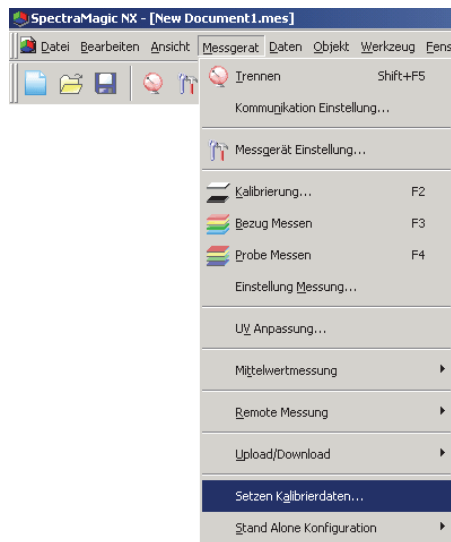 SpectraMagic NX - [New Document1.mes]
Datei Bearbeiten Ansicht Messgerät Daten Objekt Werkzeug Fens
Trennen Shift+F5
Kommunikation Einstellung...
Messgerät Einstellung...
Kalibrierung... F2
Bezug Messen F3
Probe Messen F4
Einstellung Messung...
UV Anpassung...
Mittelwertmessung
Remote Messung
Upload/Download
Setzen Kalibrierdaten...
Stand Alone Konfiguration